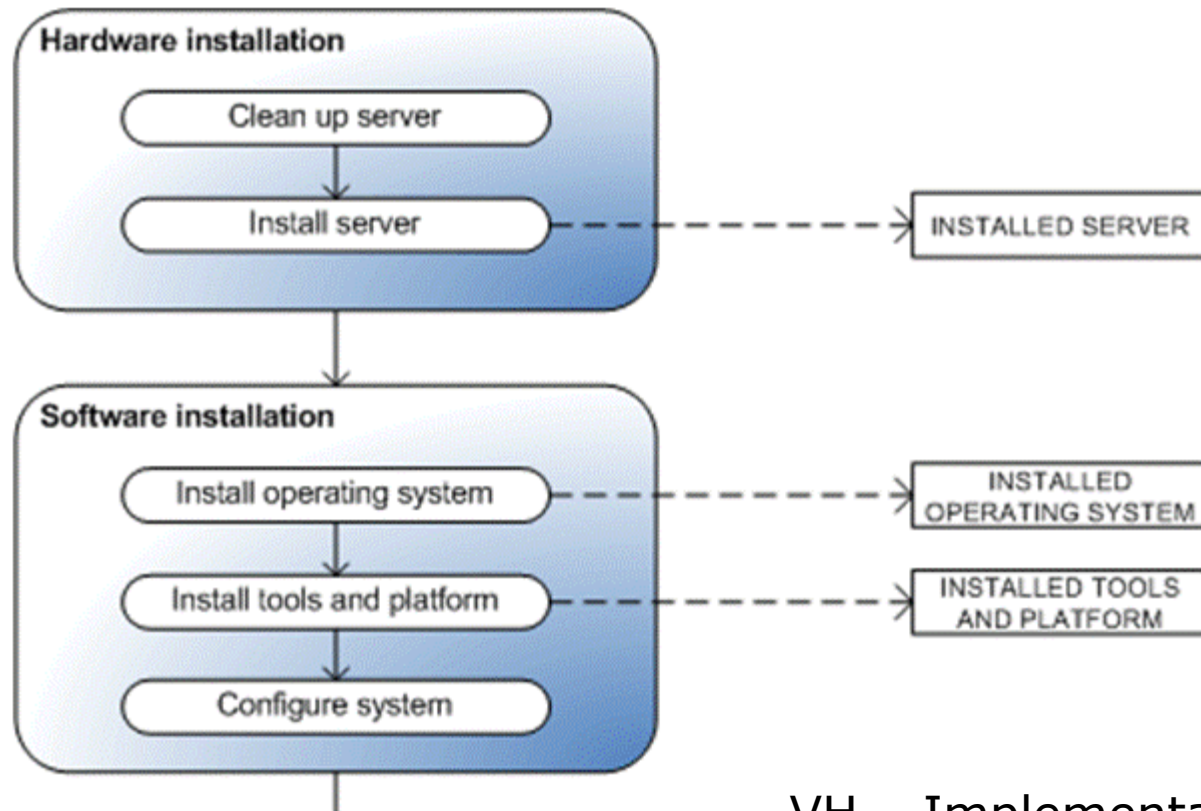 Hardware installation
Clean up server
Install server
INSTALLED SERVER
Software installation
Install operating system
INSTALLED
OPERATING SYSTEM
Install tools and platform
INSTALLED TOOLS
AND PLATFORM
Configure system